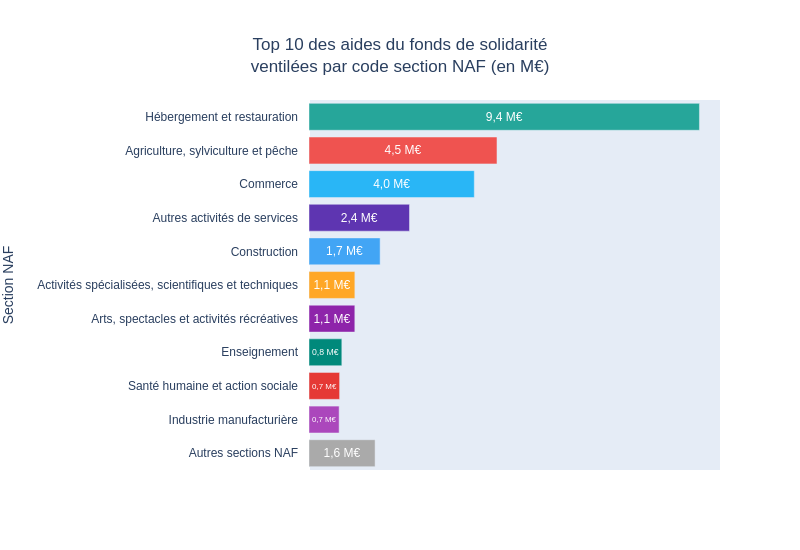 Top 10 des aides du fonds de solidarité
ventilées par code section NAF (en M€)
Section NAF
Hébergement et restauration 9,4 M€
Agriculture, sylviculture et pêche 4,5 M€
Commerce 4,0 M€
Autres activités de services 2,4 M€
Construction 1,7 M€
Activités spécialisées, scientifiques et techniques 1,1 M€
Arts, spectacles et activités récréatives 1,1 M€
Enseignement 0,8 M€
Santé humaine et action sociale 0,7 M€
Industrie manufacturière 0,7 M€
Autres sections NAF 1,6 M€